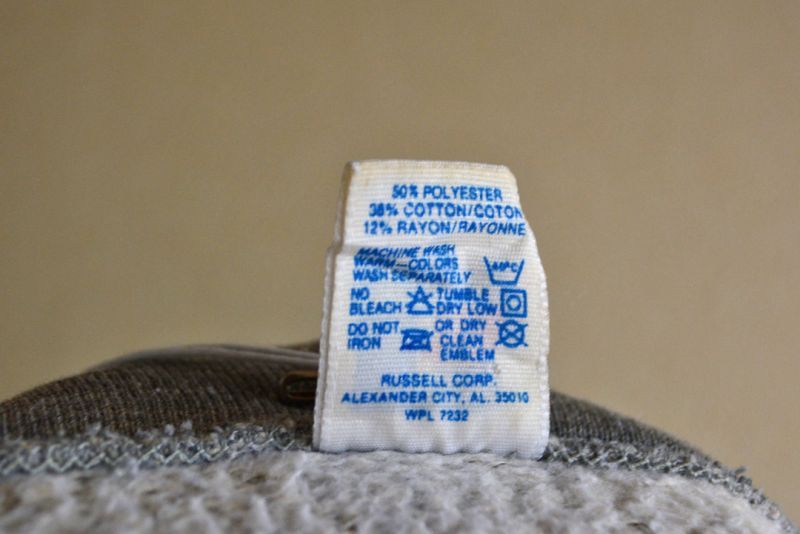 50% POLYESTER
38% COTTON/COTON
12% RAYON/RAYONNE
MACHINE WASH
WARM—COLORS
WASH SEPARATELY
NO
BLEACH
TUMBLE
DRY LOW
DO NOT
IRON
OR DRY
CLEAN
EMBLEM
RUSSELL CORP.
ALEXANDER CITY, AL. 35010
WPL 7232